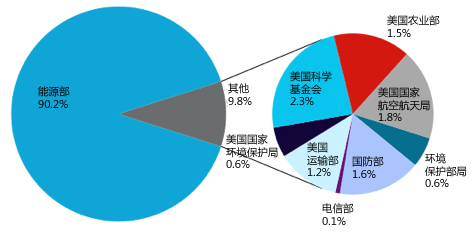 能源部
90.2%
其他
9.8%
美国国家
环境保护局
0.6%
美国科学
基金会
2.3%
美国农业部
1.5%
美国国家
航空航天局
1.8%
环境
保护部局
0.6%
国防部
1.6%
电信部
0.1%
美国
运输部
1.2%